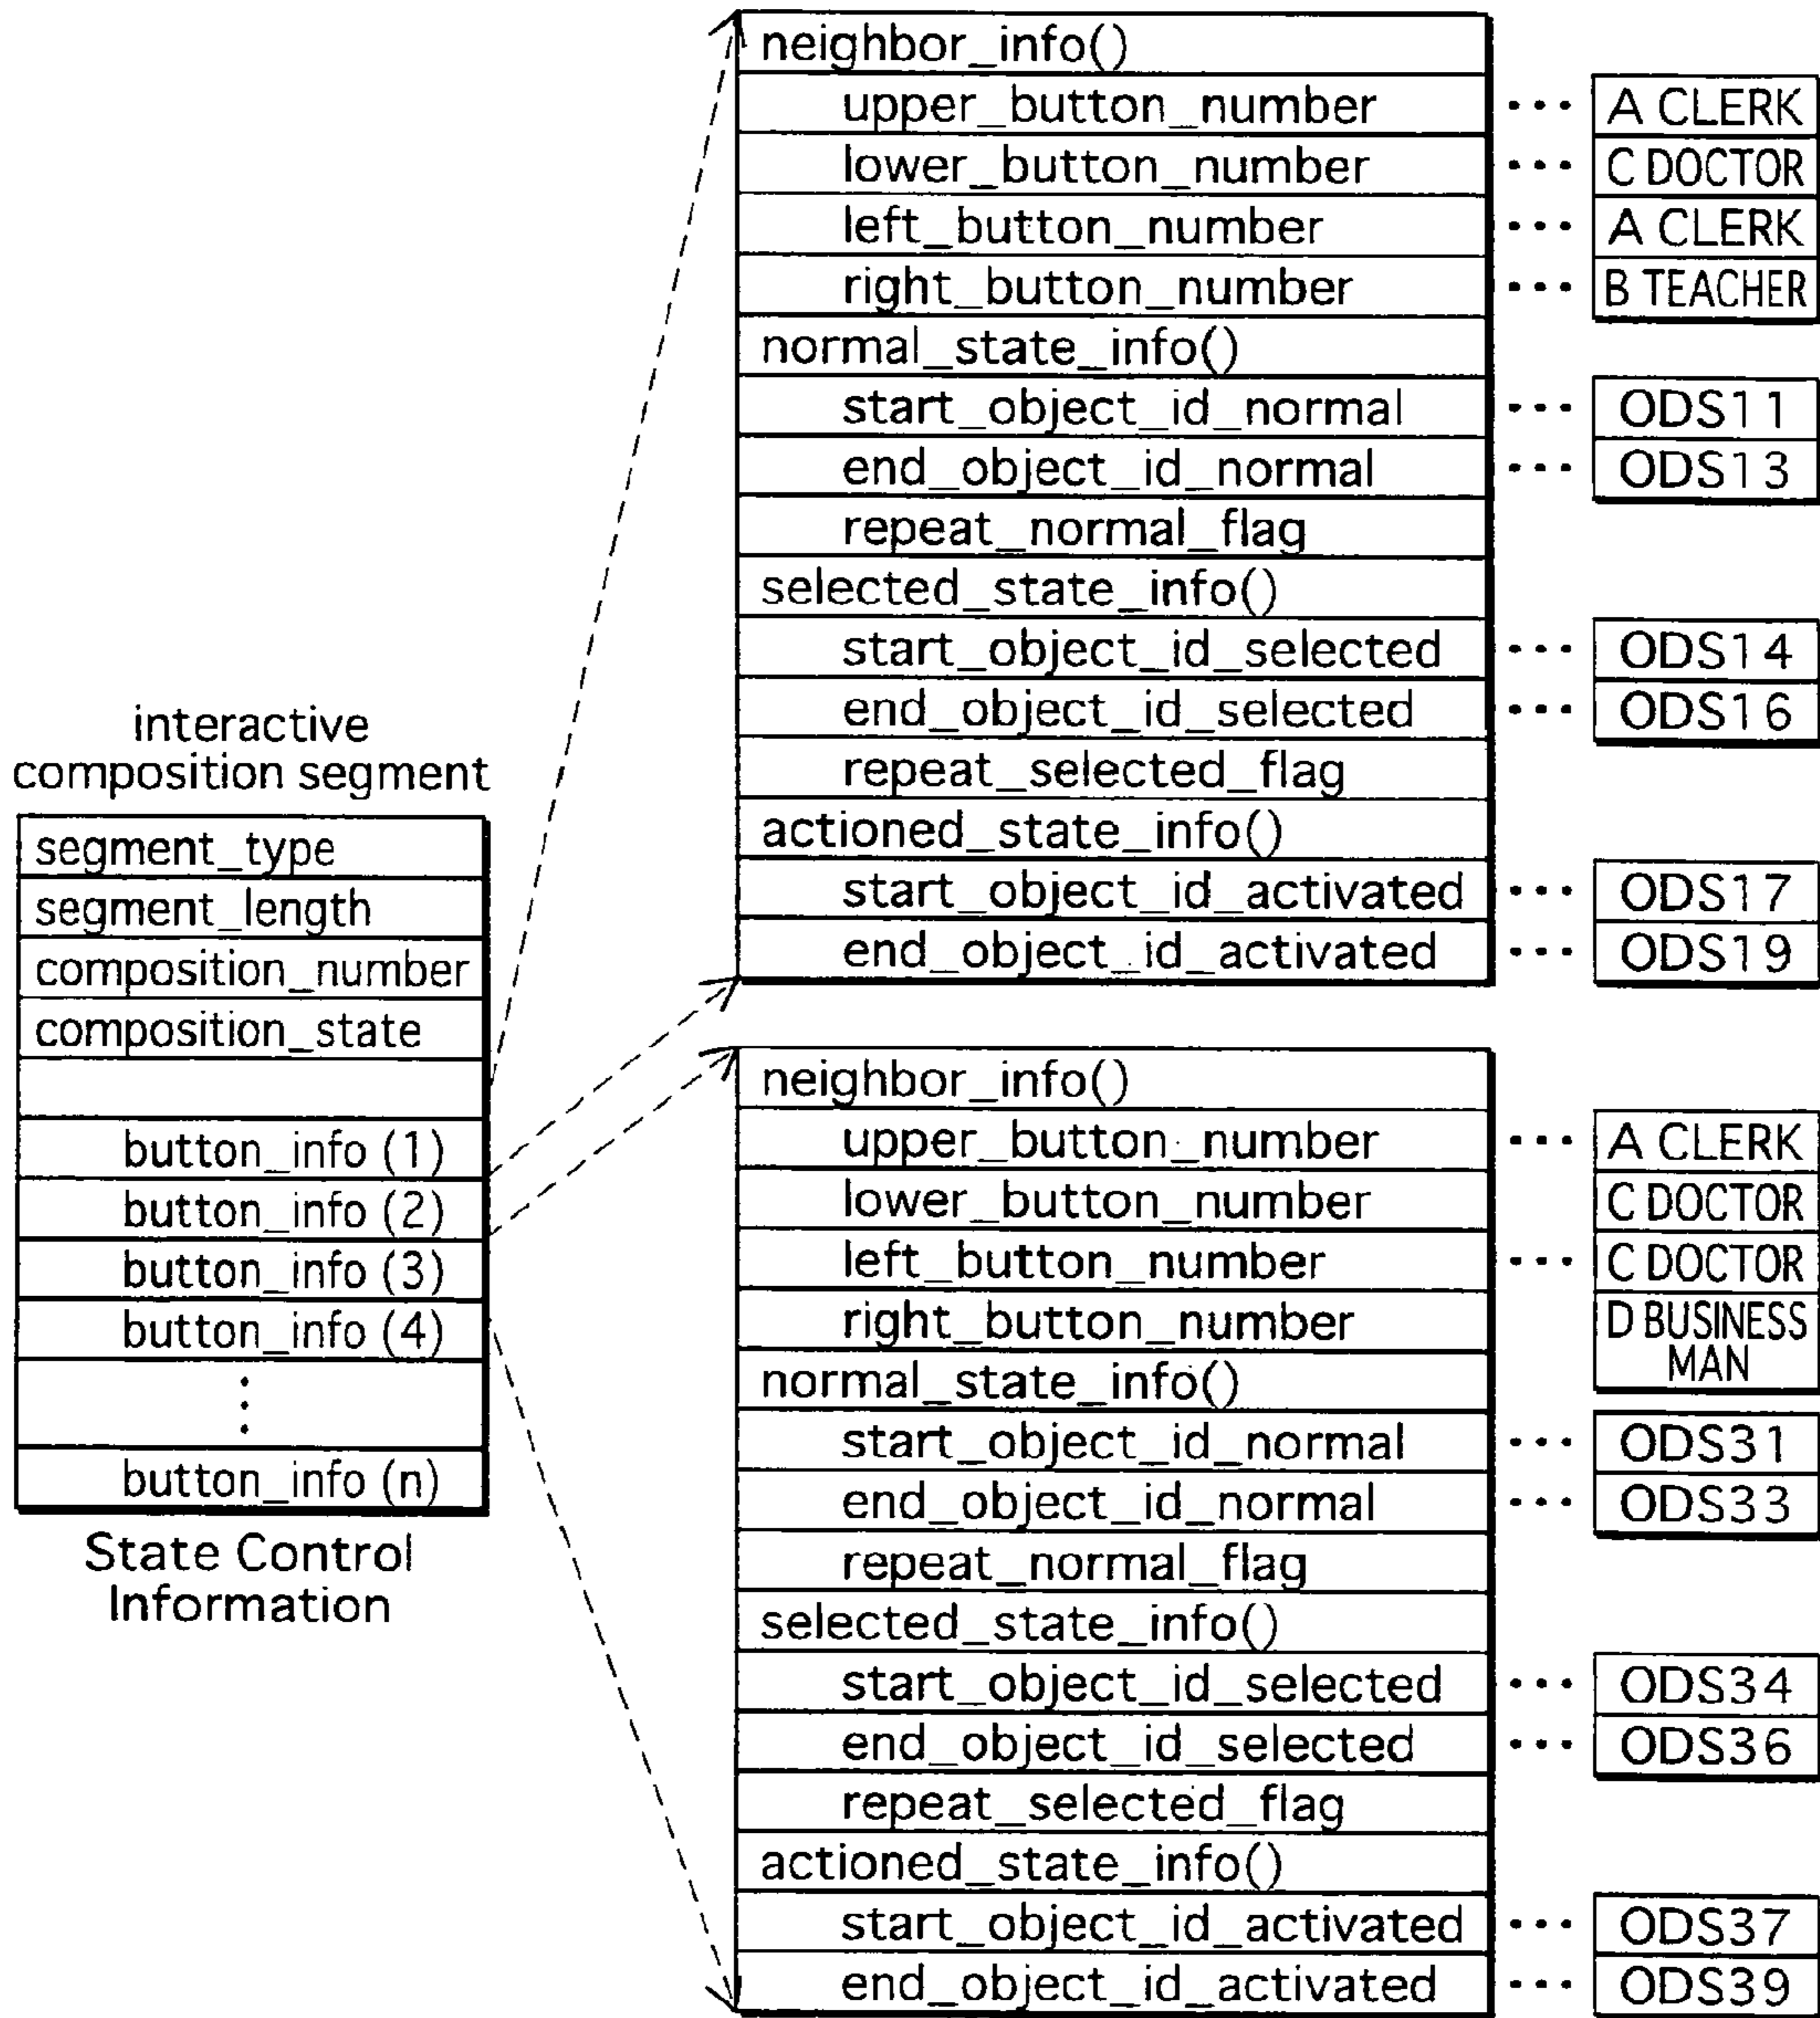 interactive
composition segment
segment_type
segment_length
composition_number
composition_state
button_info (1)
button_info (2)
button_info (3)
button_info (4)
button_info (n)
State Control
Information
neighbor_info()
upper_button_number ... A CLERK
lower_button_number ... C DOCTOR
left_button_number ... A CLERK
right_button_number ... B TEACHER
normal_state_info()
start_object_id_normal ... ODS11
end_object_id_normal ... ODS13
repeat_normal_flag
selected_state_info()
start_object_id_selected ... ODS14
end_object_id_selected ... ODS16
repeat_selected_flag
actioned_state_info()
start_object_id_activated ... ODS17
end_object_id_activated ... ODS19
neighbor_info()
upper_button_number ... A CLERK
lower_button_number C DOCTOR
left_button_number ... C DOCTOR
right_button_number D BUSINESS
MAN
normal_state_info()
start_object_id_normal ... ODS31
end_object_id_normal ... ODS33
repeat_normal_flag
selected_state_info()
start_object_id_selected ... ODS34
end_object_id_selected ... ODS36
repeat_selected_flag
actioned_state_info()
start_object_id_activated ... ODS37
end_object_id_activated ... ODS39